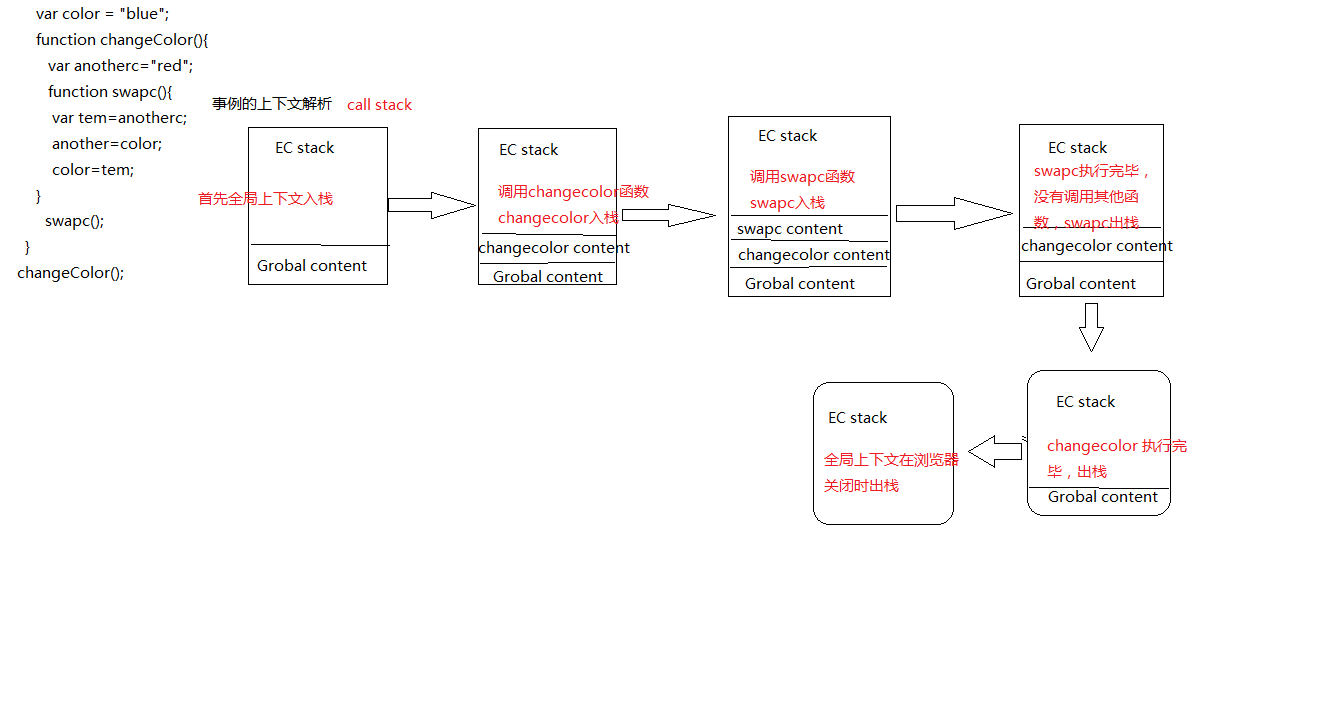 var color = "blue";
function changeColor(){
var anotherc="red";
function swapc(){
var tem=anotherc;
another=color;
color=tem;
}
swapc();
}
changeColor();
事例的上下文解析 call stack
EC stack
首先全局上下文入栈
Grobal content
EC stack
调用changecolor函数
changecolor入栈
changecolor content
Grobal content
EC stack
调用swapc函数
swapc入栈
swapc content
changecolor content
Grobal content
EC stack
swapc执行完毕，
没有调用其他函
数，swapc出栈
changecolor content
Grobal content
EC stack
changecolor 执行完
毕，出栈
Grobal content
EC stack
全局上下文在浏览器
关闭时出栈